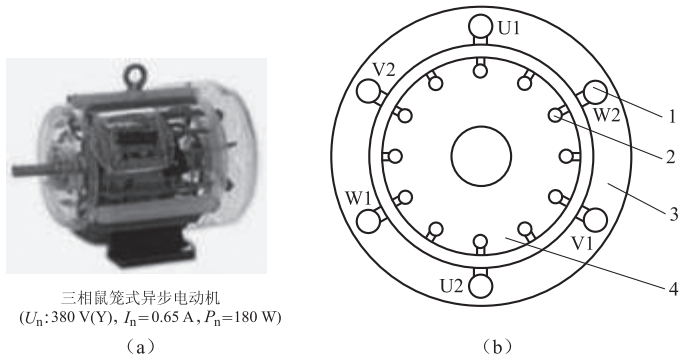 U1
V2
W2
1
2
W1
V1
3
U2
4
三相鼠笼式异步电动机
(Un:380 V(Y), In=0.65 A, Pn=180 W)
（a）
（b）